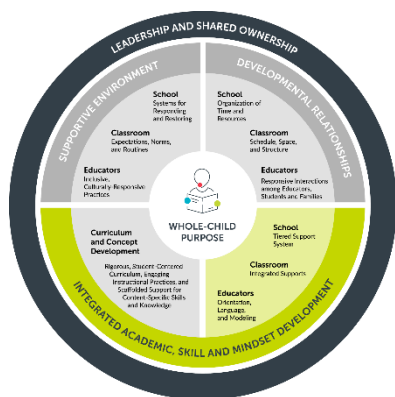 LEADERSHIP AND SHARED OWNERSHIP
SUPPORTIVE ENVIRONMENT
School
Systems for
Responding
and Restoring
Classroom
Expectations, Norms,
and Routines
Educators
Inclusive,
Culturally-Responsive
Practices
DEVELOPMENTAL RELATIONSHIPS
School
Organization of
Time and
Resources
Classroom
Schedule, Space,
and Structure
Educators
Responsive Interactions
among Educators,
Students and Families
WHOLE-CHILD
PURPOSE
Curriculum
and Concept
Development
Rigorous, Student-Centered
Curriculum, Engaging
Instructional Practices, and
Scaffolded Support for
Content-Specific Skills
and Knowledge
School
Tiered Support
System
Classroom
Integrated Supports
Educators
Orientation,
Language,
and Modeling
INTEGRATED ACADEMIC, SKILL AND MINDSET DEVELOPMENT